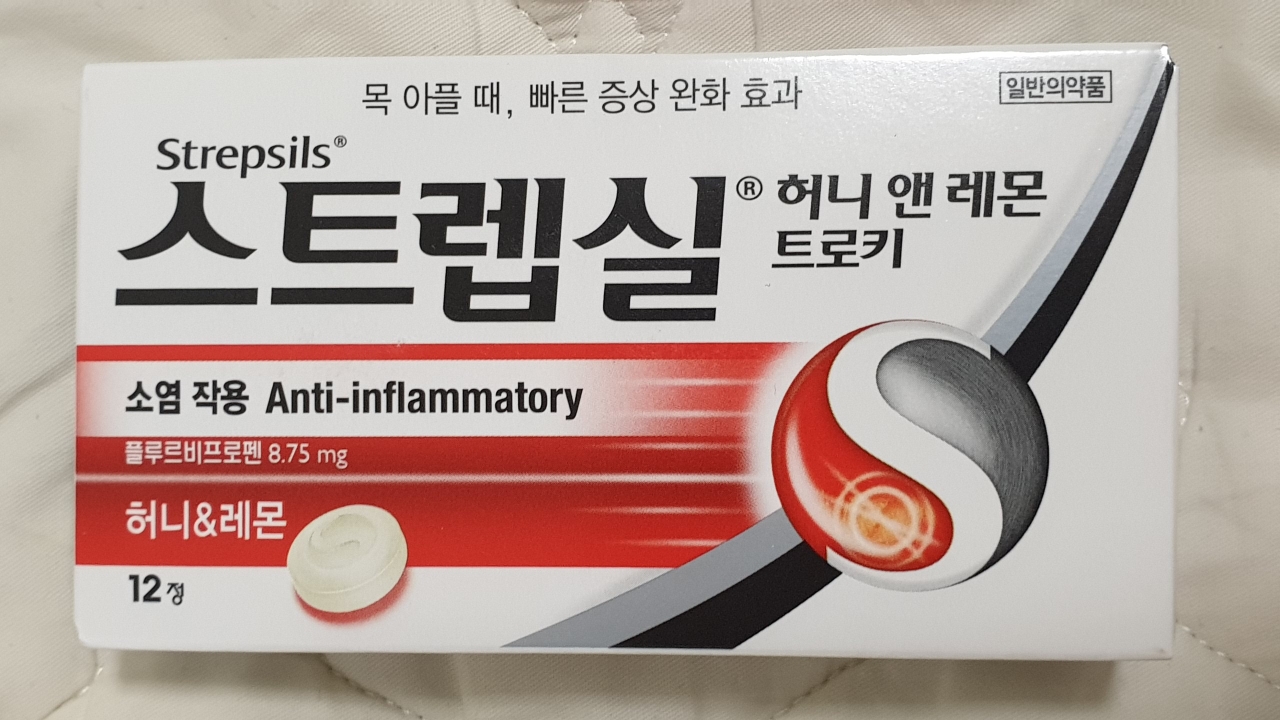 목 아플 때, 빠른 증상 완화 효과
일반의약품
Strepsils®
스트렙실® 허니 앤 레몬
트로키
소염 작용 Anti-inflammatory
플루르비프로펜 8.75 mg
허니&레몬
12정